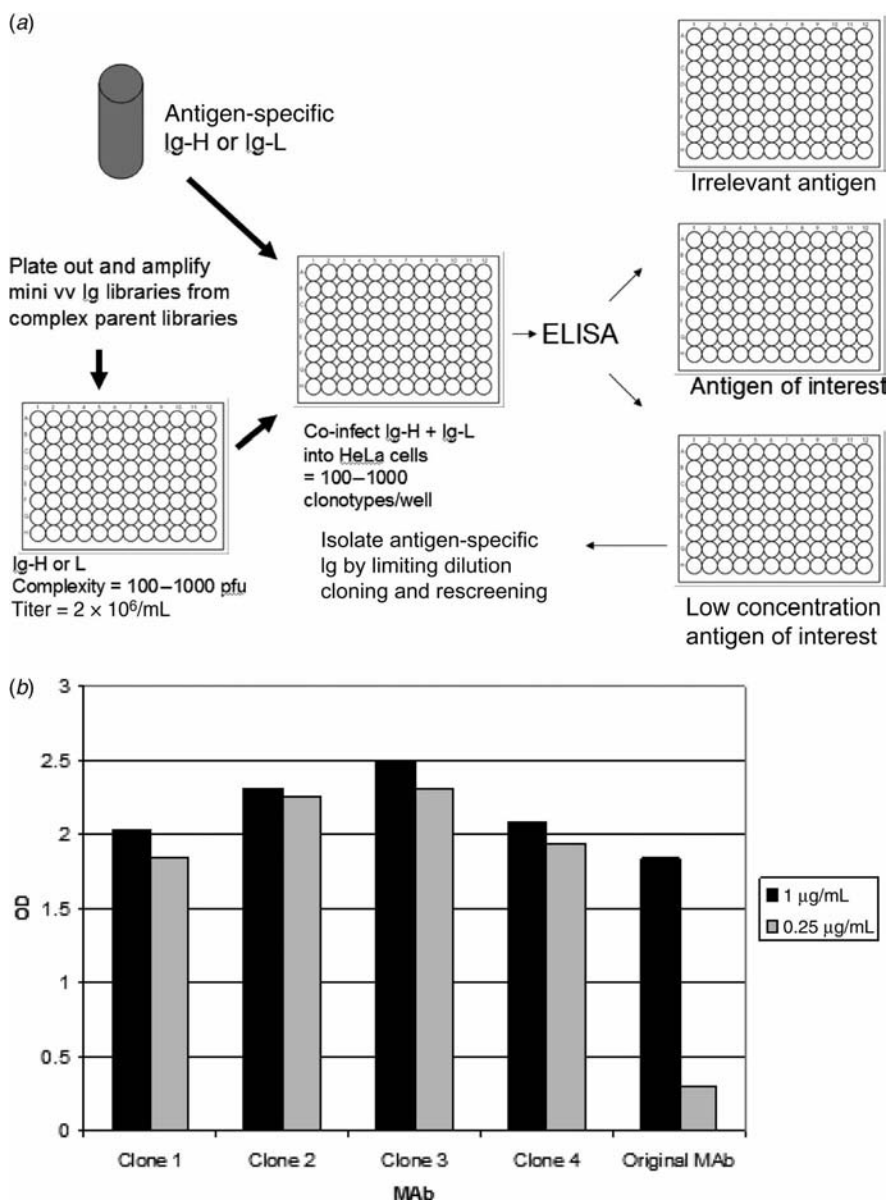 (a)
Antigen-specific
Ig-H or Ig-L
Plate out and amplify
mini vv Ig libraries from
complex parent libraries
Ig-H or L
Complexity = 100–1000 pfu
Titer = 2 × 10⁶/mL
Co-infect Ig-H + Ig-L
into HeLa cells
= 100–1000
clonotypes/well
ELISA
Irrelevant antigen
Antigen of interest
Low concentration
antigen of interest
Isolate antigen-specific
Ig by limiting dilution
cloning and rescreening
(b)
3
2.5
2
1.5
1
0.5
0
OD
Clone 1 Clone 2 Clone 3 Clone 4 Original MAb
MAb
1 µg/mL
0.25 µg/mL